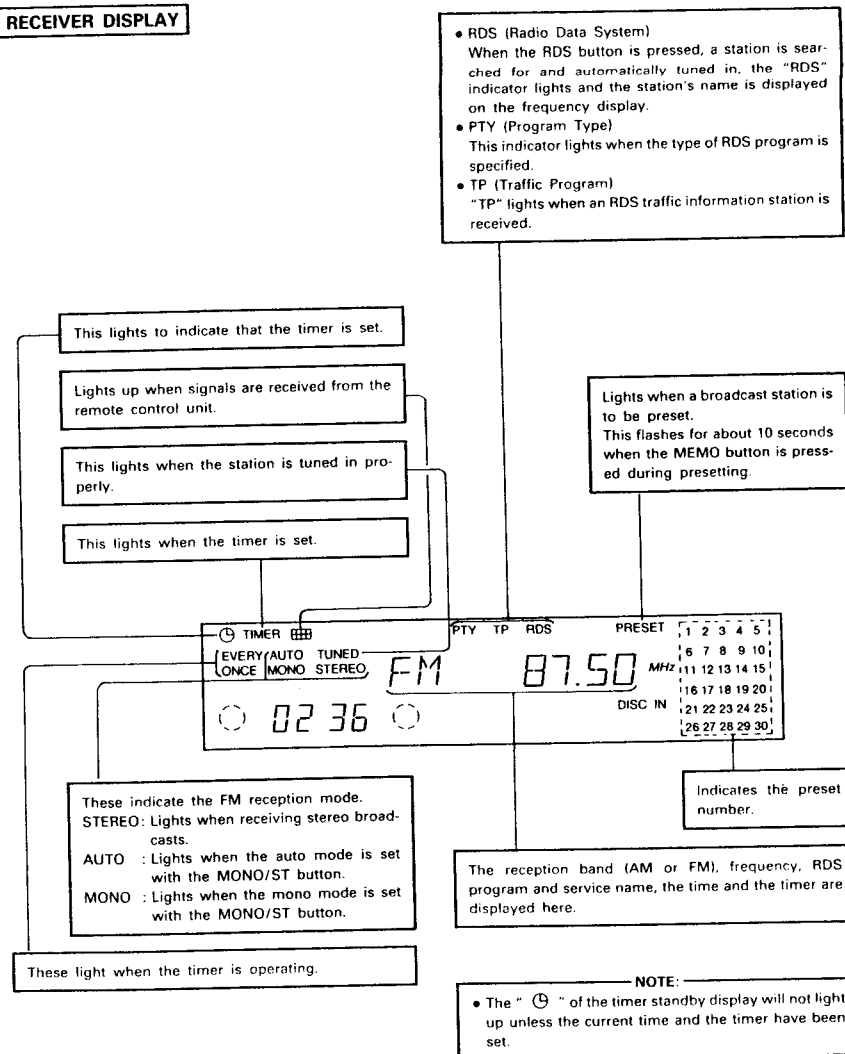 RECEIVER DISPLAY
• RDS (Radio Data System)
When the RDS button is pressed, a station is sear-
ched for and automatically tuned in, the "RDS"
indicator lights and the station's name is displayed
on the frequency display.
• PTY (Program Type)
This indicator lights when the type of RDS program is
specified.
• TP (Traffic Program)
"TP" lights when an RDS traffic information station is
received.
This lights to indicate that the timer is set.
Lights up when signals are received from the
remote control unit.
This lights when the station is tuned in pro-
perly.
This lights when the timer is set.
Lights when a broadcast station is
to be preset.
This flashes for about 10 seconds
when the MEMO button is press-
ed during presetting.
TIMER
PTY TP RDS
PRESET
EVERY AUTO TUNED
ONCE MONO STEREO
FM 87.50 MHz
DISC IN
02 36
1 2 3 4 5
6 7 8 9 10
11 12 13 14 15
16 17 18 19 20
21 22 23 24 25
26 27 28 29 30
These indicate the FM reception mode.
STEREO: Lights when receiving stereo broad-
casts.
AUTO : Lights when the auto mode is set
with the MONO/ST button.
MONO : Lights when the mono mode is set
with the MONO/ST button.
These light when the timer is operating.
Indicates the preset
number.
The reception band (AM or FM), frequency, RDS
program and service name, the time and the timer are
displayed here.
NOTE:
• The " " of the timer standby display will not light
up unless the current time and the timer have been
set.